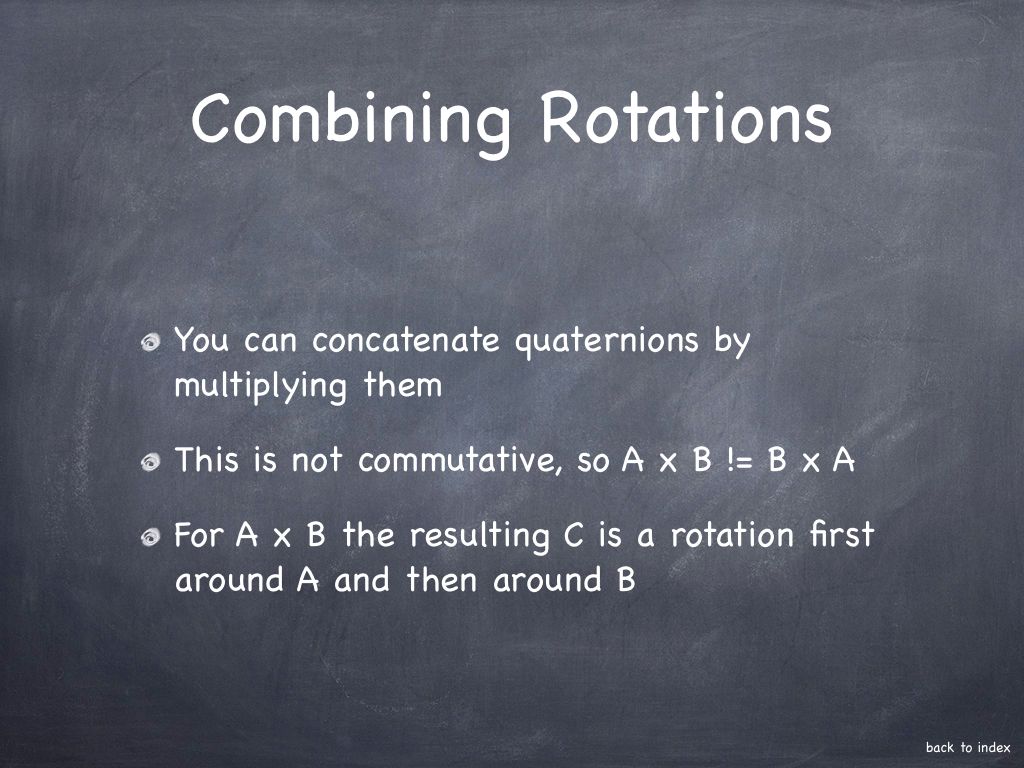 Combining Rotations
You can concatenate quaternions by
multiplying them
This is not commutative, so A x B != B x A
For A x B the resulting C is a rotation first
around A and then around B
back to index